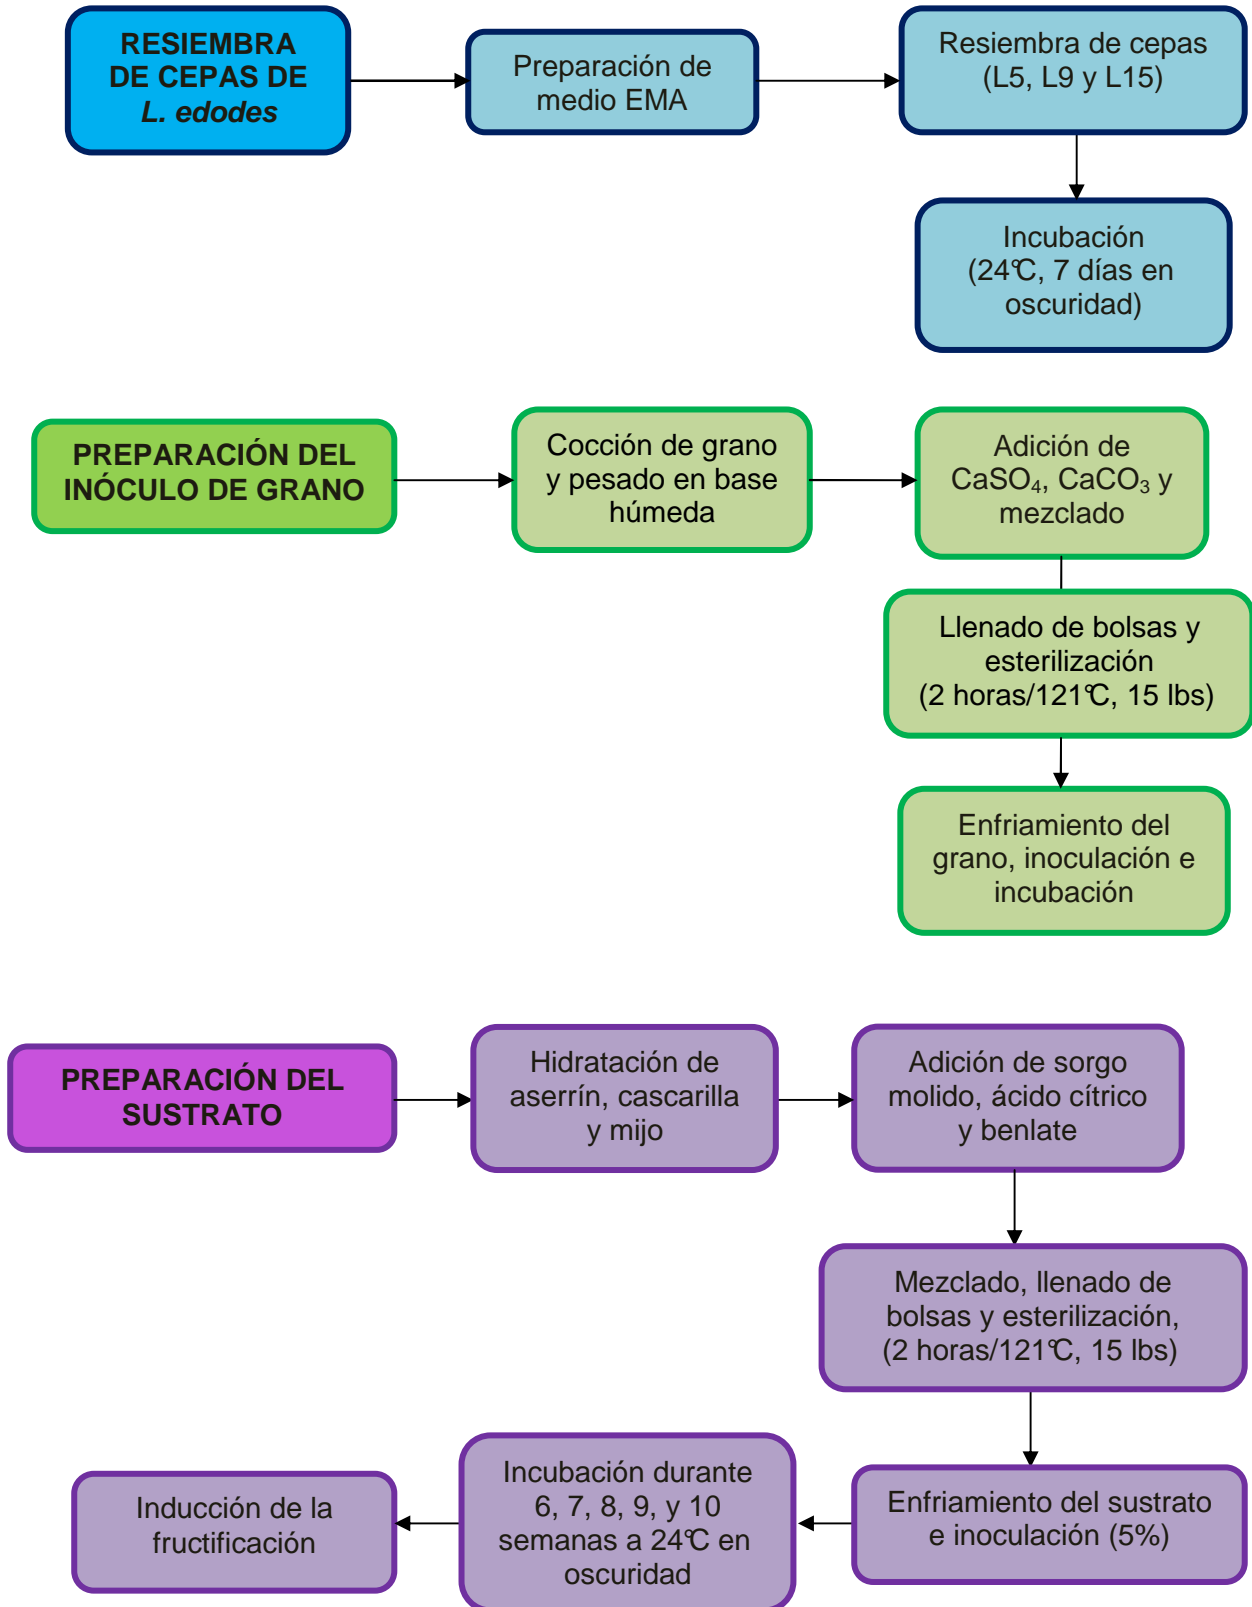 RESIEMBRA
DE CEPAS DE
L. edodes
Preparación de
medio EMA
Resiembra de cepas
(L5, L9 y L15)
Incubación
(24°C, 7 días en
oscuridad)
PREPARACIÓN DEL
INÓCULO DE GRANO
Cocción de grano
y pesado en base
húmeda
Adición de
CaSO₄, CaCO₃ y
mezclado
Llenado de bolsas y
esterilización
(2 horas/121°C, 15 lbs)
Enfriamiento del
grano, inoculación e
incubación
PREPARACIÓN DEL
SUSTRATO
Hidratación de
aserrín, cascarilla
y mijo
Adición de sorgo
molido, ácido cítrico
y benlate
Mezclado, llenado de
bolsas y esterilización,
(2 horas/121°C, 15 lbs)
Enfriamiento del sustrato
e inoculación (5%)
Incubación durante
6, 7, 8, 9, y 10
semanas a 24°C en
oscuridad
Inducción de la
fructificación